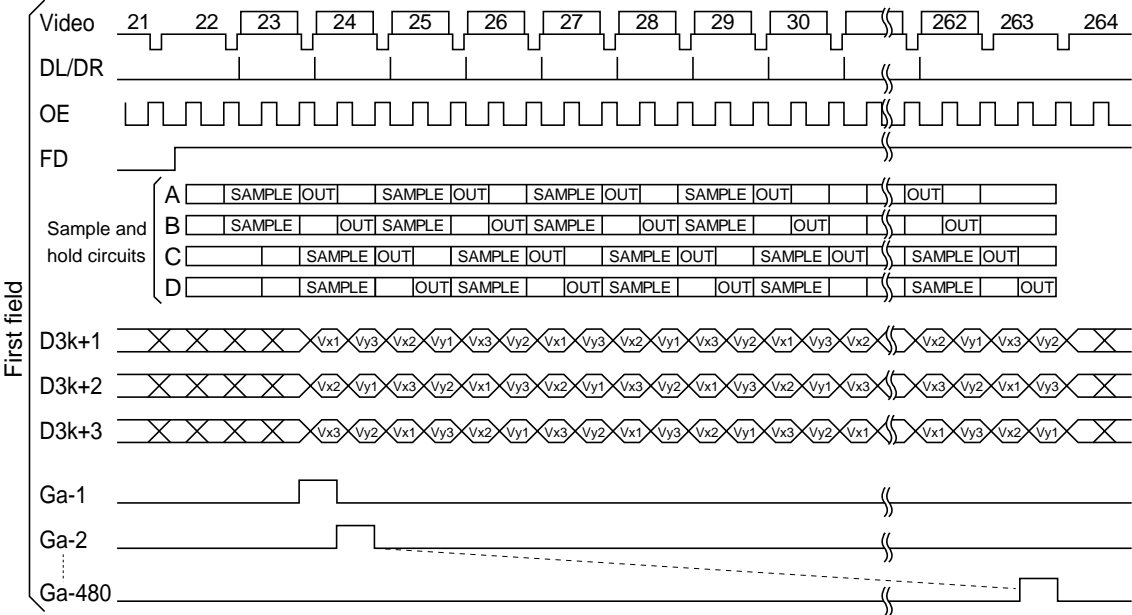 First field
Video 21 22 23 24 25 26 27 28 29 30 262 263 264
DL/DR
OE
FD
Sample and
hold circuits
A SAMPLE OUT SAMPLE OUT SAMPLE OUT SAMPLE OUT OUT
B SAMPLE OUT SAMPLE OUT SAMPLE OUT SAMPLE OUT OUT
C SAMPLE OUT SAMPLE OUT SAMPLE OUT SAMPLE OUT SAMPLE OUT
D SAMPLE OUT SAMPLE OUT SAMPLE OUT SAMPLE SAMPLE OUT
D3k+1 Vx1 Vy3 Vx2 Vy1 Vx3 Vy2 Vx1 Vy3 Vx2 Vy1 Vx3 Vy2 Vx1 Vy3 Vx2 Vx2 Vy1 Vx3 Vy2
D3k+2 Vx2 Vy1 Vx3 Vy2 Vx1 Vy3 Vx2 Vy1 Vx3 Vy2 Vx1 Vy3 Vx2 Vy1 Vx3 Vx3 Vy2 Vx1 Vy3
D3k+3 Vx3 Vy2 Vx1 Vy3 Vx2 Vy1 Vx3 Vy2 Vx1 Vy3 Vx2 Vy1 Vx3 Vy2 Vx1 Vx1 Vy3 Vx2 Vy1
Ga-1
Ga-2
Ga-480